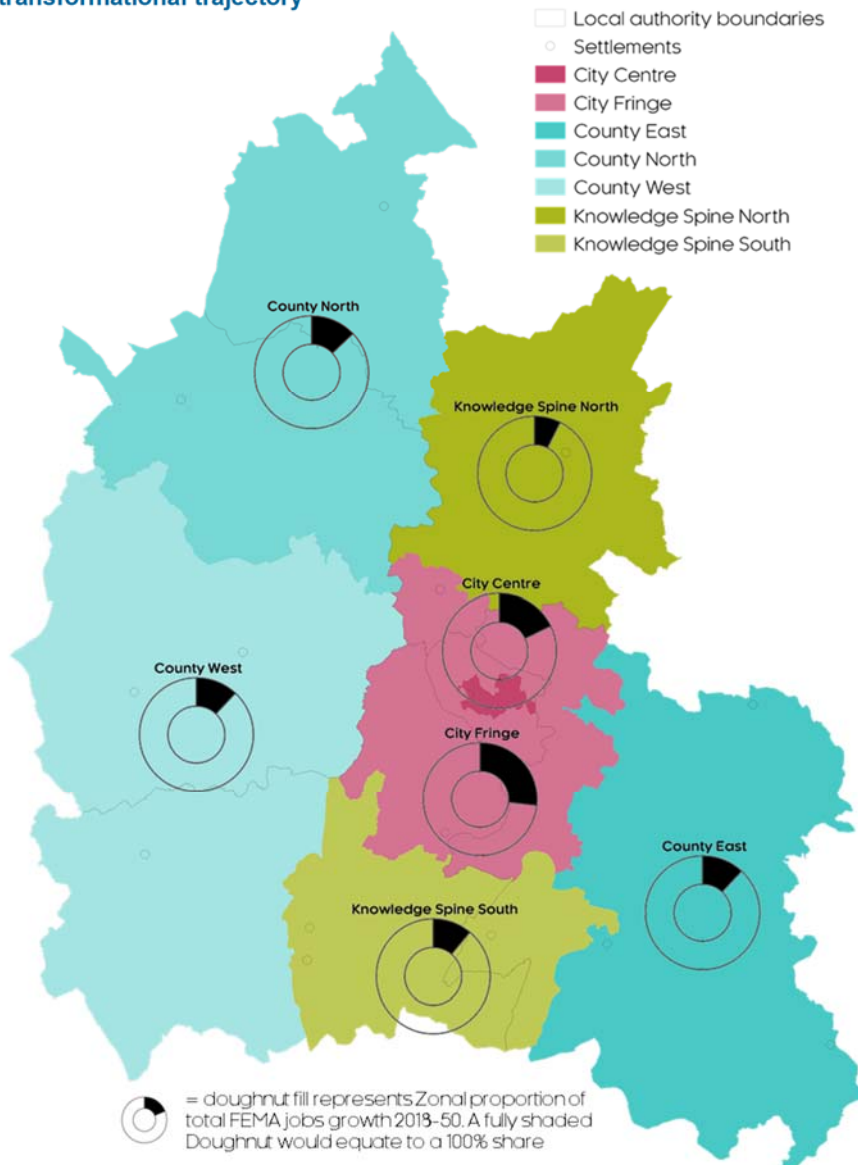 transformational trajectory
Local authority boundaries
Settlements
City Centre
City Fringe
County East
County North
County West
Knowledge Spine North
Knowledge Spine South
County North
Knowledge Spine North
City Centre
County West
City Fringe
County East
Knowledge Spine South
= doughnut fill represents Zonal proportion of
total FEMA jobs growth 2018-50. A fully shaded
Doughnut would equate to a 100% share